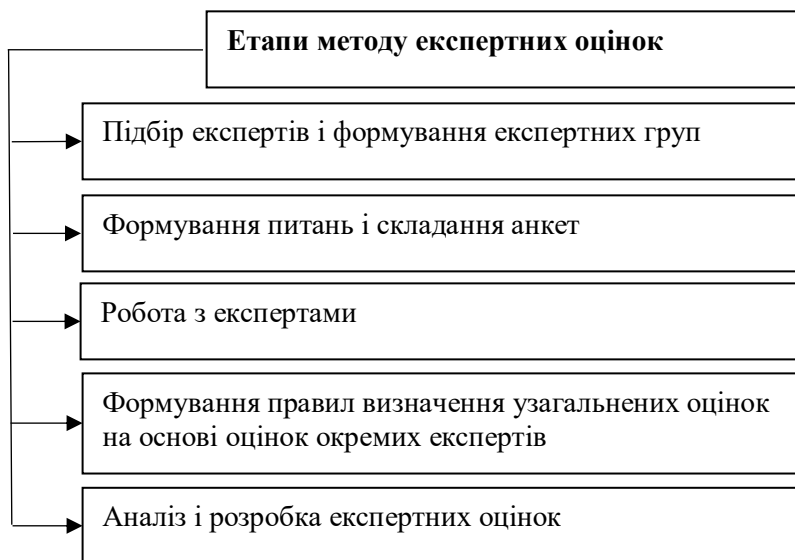 Етапи методу експертних оцінок
Підбір експертів і формування експертних груп
Формування питань і складання анкет
Робота з експертами
Формування правил визначення узагальнених оцінок
на основі оцінок окремих експертів
Аналіз і розробка експертних оцінок